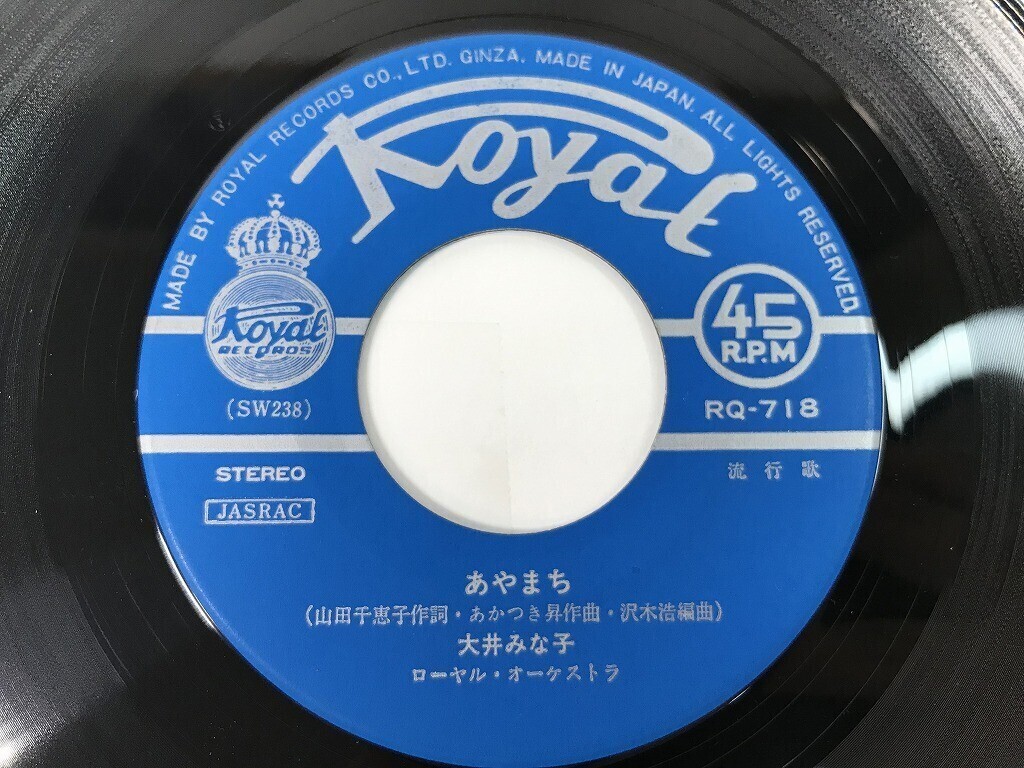 MADE BY ROYAL RECORDS CO., LTD. GINZA. MADE IN JAPAN. ALL LIGHTS RESERVED.
Royal
Royal
RECORDS
45
R.P.M
(SW238)
RQ-718
STEREO
流行歌
JASRAC
あやまち
(山田千恵子作詞・あかつき昇作曲・沢木浩編曲)
大井みな子
ローヤル・オーケストラ